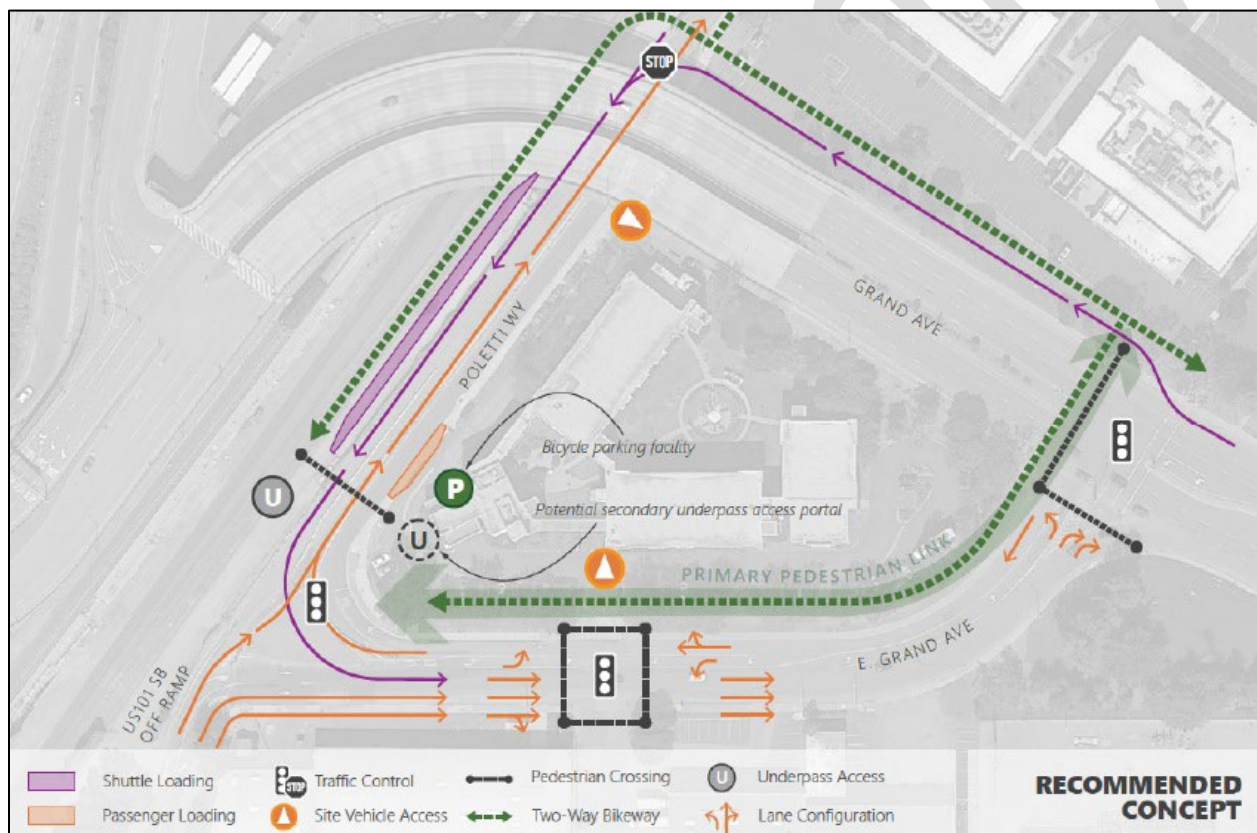 STOP
GRAND AVE
POLETTI WY
Bicycle parking facility
P
U
Potential secondary underpass access portal
U
PRIMARY PEDESTRIAN LINK
E. GRAND AVE
US101 SB
OFF RAMP
Shuttle Loading
STOP
Traffic Control
Pedestrian Crossing
U
Underpass Access
Passenger Loading
Site Vehicle Access
Two-Way Bikeway
Lane Configuration
RECOMMENDED
CONCEPT